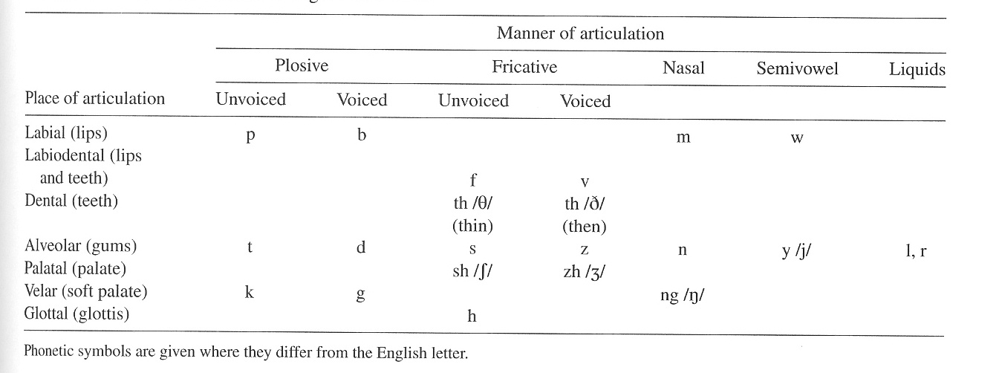 Manner of articulation
Plosive Fricative Nasal Semivowel Liquids
Place of articulation Unvoiced Voiced Unvoiced Voiced
Labial (lips) p b m w
Labiodental (lips
and teeth) f v
Dental (teeth) th /θ/ th /ð/
(thin) (then)
Alveolar (gums) t d s z n y /j/ l, r
Palatal (palate) sh /ʃ/ zh /ʒ/
Velar (soft palate) k g ng /ŋ/
Glottal (glottis) h
Phonetic symbols are given where they differ from the English letter.